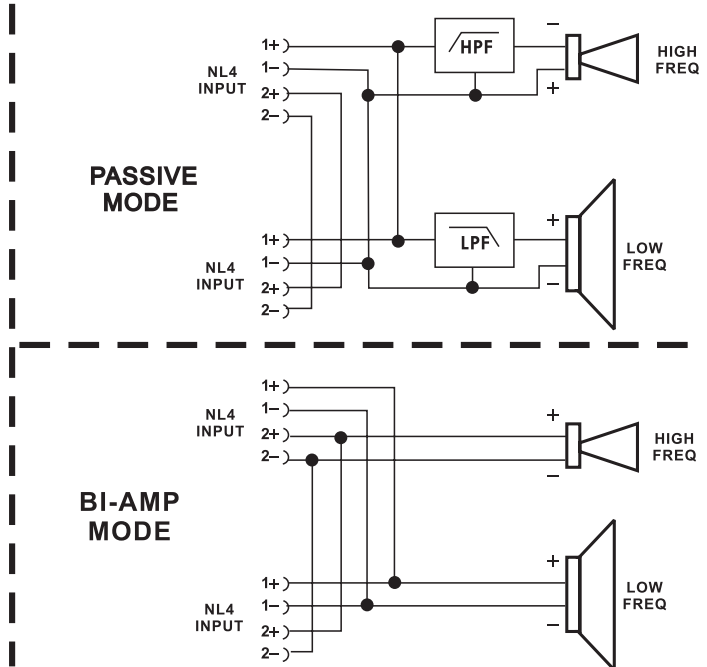 1+
1−
NL4
INPUT
2+
2−
HPF
−
+
HIGH
FREQ
PASSIVE
MODE
1+
1−
NL4
INPUT
2+
2−
LPF
+
−
LOW
FREQ
1+
1−
NL4
INPUT
2+
2−
+
−
HIGH
FREQ
BI-AMP
MODE
1+
1−
NL4
INPUT
2+
2−
+
−
LOW
FREQ